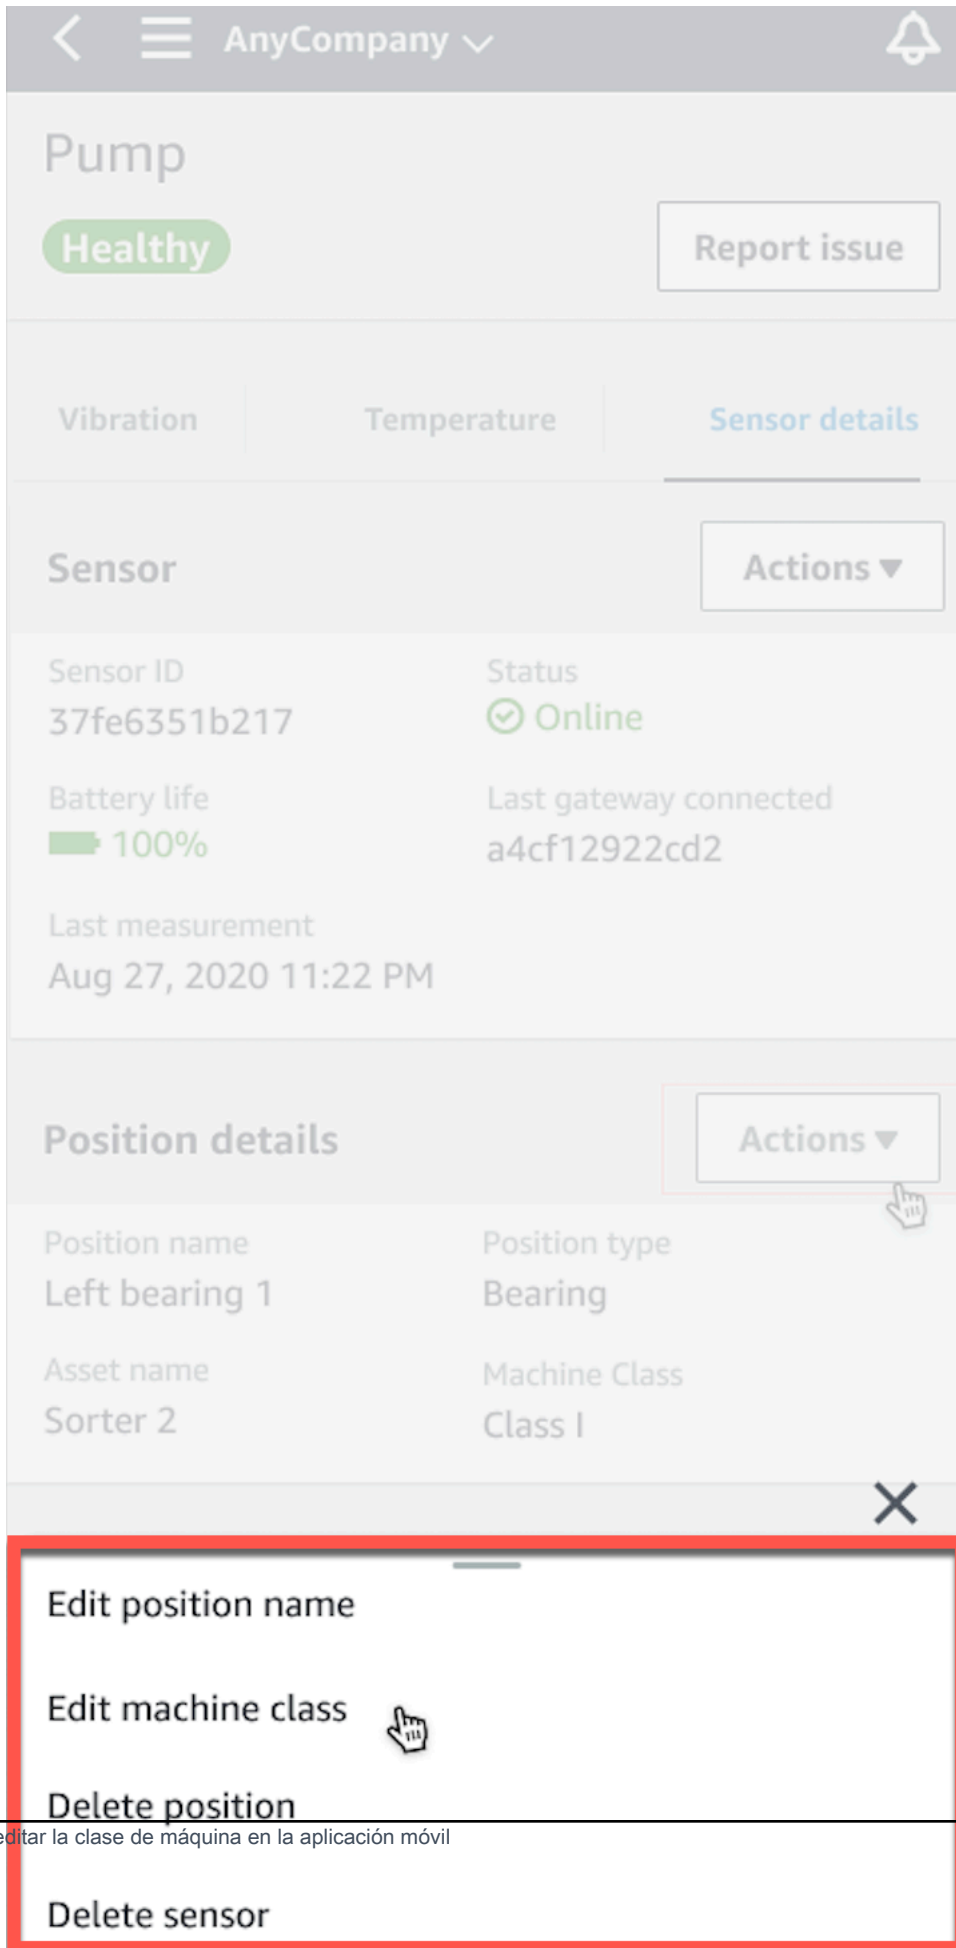 AnyCompany
Pump
Healthy
Report issue
Vibration Temperature Sensor details
Sensor
Actions
Sensor ID Status
37fe6351b217 Online
Battery life Last gateway connected
100% a4cf12922cd2
Last measurement
Aug 27, 2020 11:22 PM
Position details
Actions
Position name Position type
Left bearing 1 Bearing
Asset name Machine Class
Sorter 2 Class I
Edit position name
Edit machine class
Delete position
editar la clase de máquina en la aplicación móvil
Delete sensor